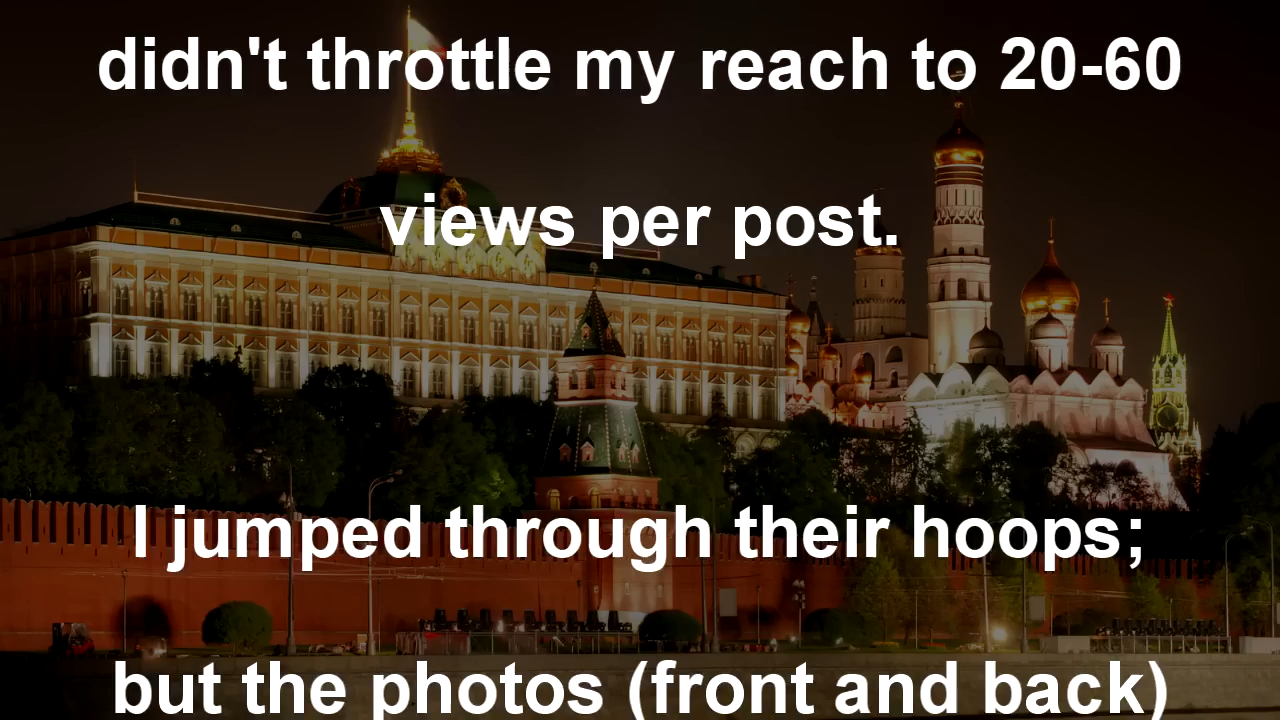 didn't throttle my reach to 20-60
views per post.
I jumped through their hoops;
but the photos (front and back)